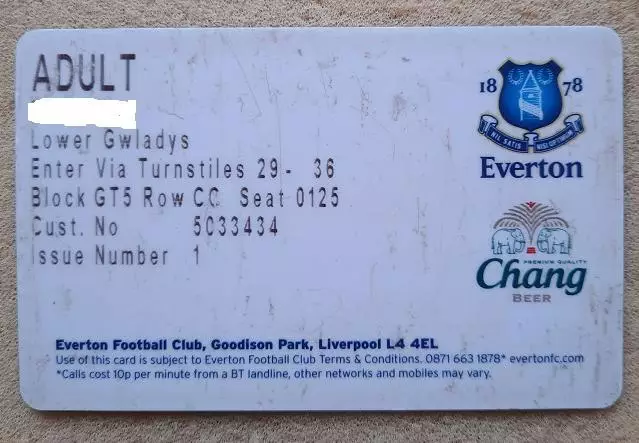 ADULT
Lower Gwladys
Enter Via Turnstiles 29 - 36
Block GT5 Row CC Seat 0125
Cust. No 5033434
Issue Number 1
18 78
NIL SATIS NISI OPTIMUM
Everton
PREMIUM QUALITY
Chang
BEER
Everton Football Club, Goodison Park, Liverpool L4 4EL
Use of this card is subject to Everton Football Club Terms & Conditions. 0871 663 1878* evertonfc.com
*Calls cost 10p per minute from a BT landline, other networks and mobiles may vary.